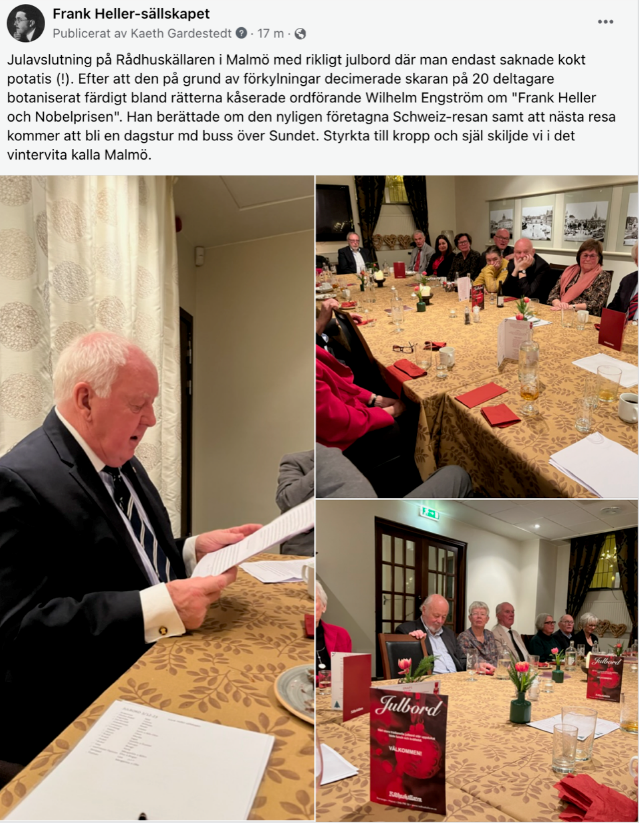 Frank Heller-sällskapet
Publicerat av Kaeth Gardestedt · 17 m ·
Julavslutning på Rådhuskällaren i Malmö med rikligt julbord där man endast saknade kokt
potatis (!). Efter att den på grund av förkylningar decimerade skaran på 20 deltagare
botaniserat färdigt bland rätterna kåserade ordförande Wilhelm Engström om "Frank Heller
och Nobelprisen". Han berättade om den nyligen företagna Schweiz-resan samt att nästa resa
kommer att bli en dagstur md buss över Sundet. Styrkta till kropp och själ skiljde vi i det
vintervita kalla Malmö.
Julbord
VÄLKOMMEN!
Julbord